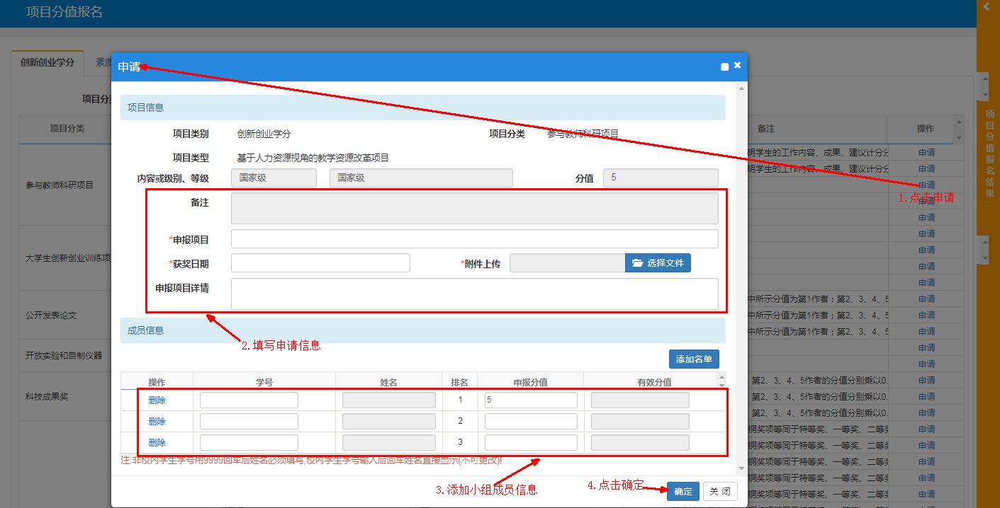 项目分值报名
创新创业学分
项目分类
备注
操作
参与教师科研项目
大学生创新创业训练项
公开发表论文
开放实验和自制仪器
科技成果奖
明学生的工作内容、成果、建议计分分 申请
明学生的工作内容、成果、建议计分分 申请
申请
申请
申请
申请
申请
申请
申请
中所示分值为第1作者；第2、3、4、5 申请
中所示分值为第1作者；第2、3、4、5 申请
中所示分值为第1作者；第2、3、4、5 申请
申请
申请
第2、3、4、5作者的分值分别乘以0. 申请
第2、3、4、5作者的分值分别乘以0. 申请
第2、3、4、5作者的分值分别乘以0. 申请
铜奖项等同于特等奖、一等奖、二等奖 申请
铜奖项等同于特等奖、一等奖、二等奖 申请
铜奖项等同于特等奖、一等奖、二等奖 申请
铜奖项等同于特等奖、一等奖、二等奖 申请
铜奖项等同于特等奖、一等奖、二等奖 申请
项目分值报名结果
1.点击申请
申请
项目信息
项目类别 创新创业学分 项目分类 参与教师科研项目
项目类型 基于人力资源视角的教学资源改革项目
内容或级别、等级 国家级 国家级 分值 5
备注
*申报项目
*获奖日期 *附件上传 选择文件
申报项目详情
2.填写申请信息
成员信息
添加名单
操作 学号 姓名 排名 申报分值 有效分值
删除 1 5
删除 2
删除 3
注:非校内学生学号用9999回车后姓名必须填写,校内学生学号输入后回车姓名直接显示(不可更改)!
3.添加小组成员信息
4.点击确定
确定 关 闭